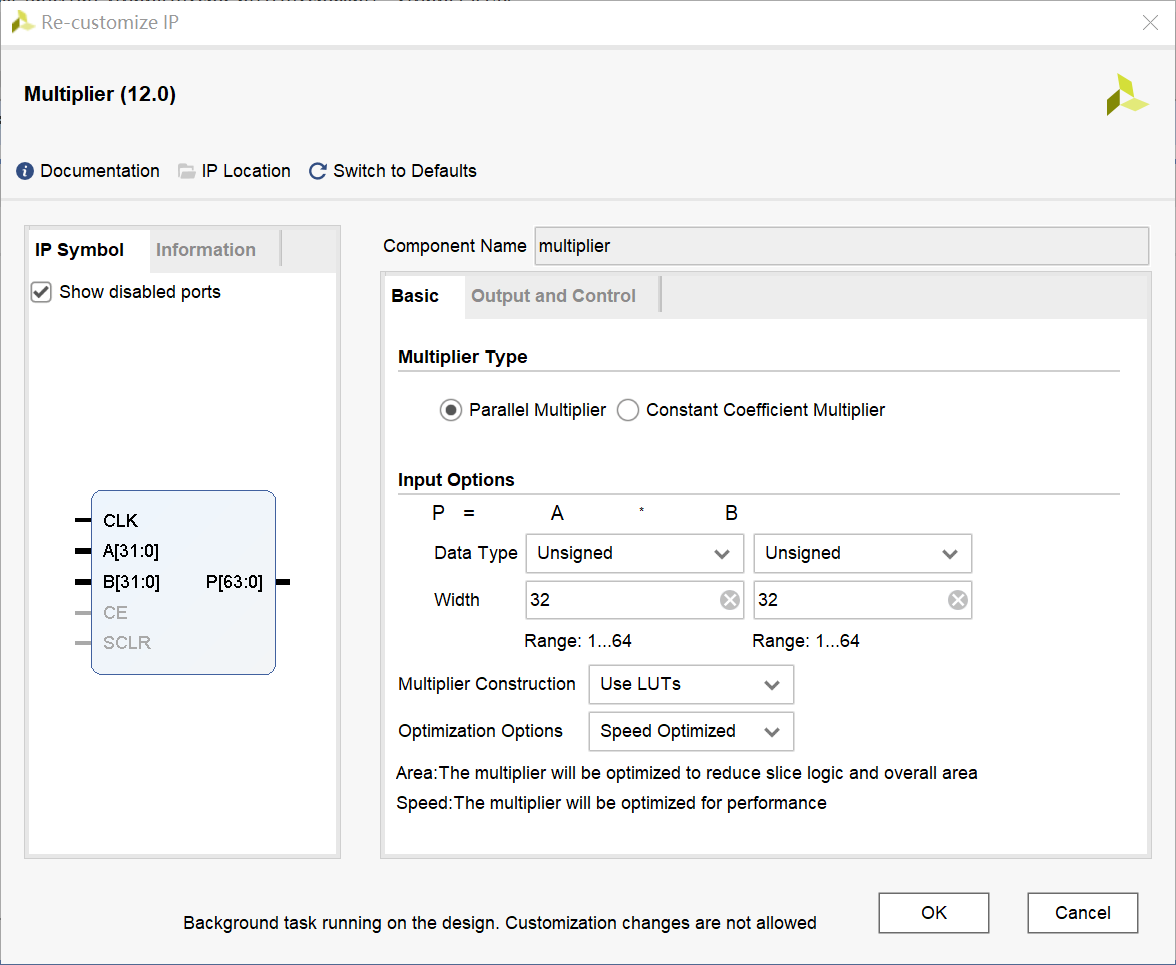 Re-customize IP
Multiplier (12.0)
Documentation IP Location Switch to Defaults
IP Symbol Information
Show disabled ports
CLK
A[31:0]
B[31:0] P[63:0]
CE
SCLR
Component Name multiplier
Basic Output and Control
Multiplier Type
Parallel Multiplier Constant Coefficient Multiplier
Input Options
P = A * B
Data Type Unsigned Unsigned
Width 32 32
Range: 1...64 Range: 1...64
Multiplier Construction Use LUTs
Optimization Options Speed Optimized
Area:The multiplier will be optimized to reduce slice logic and overall area
Speed:The multiplier will be optimized for performance
Background task running on the design. Customization changes are not allowed
OK Cancel